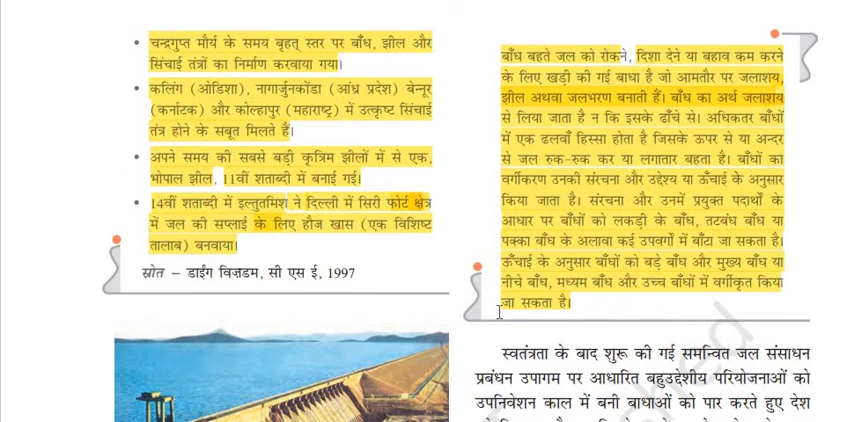 • चन्द्रगुप्त मौर्य के समय बृहत् स्तर पर बाँध, झील और
सिंचाई तंत्रों का निर्माण करवाया गया।
• कलिंग (ओडिशा), नागार्जुनकोंडा (आंध्र प्रदेश) बेन्नूर
(कर्नाटक) और कोल्हापुर (महाराष्ट्र) में उत्कृष्ट सिंचाई
तंत्र होने के सबूत मिलते हैं।
• अपने समय की सबसे बड़ी कृत्रिम झीलों में से एक,
भोपाल झील, 11वीं शताब्दी में बनाई गई।
• 14वीं शताब्दी में इल्तुतमिश ने दिल्ली में सिरी फोर्ट क्षेत्र
में जल की सप्लाई के लिए हौज खास (एक विशिष्ट
तालाब) बनवाया।
स्रोत – डाईंग विज़डम, सी एस ई, 1997
बाँध बहते जल को रोकने, दिशा देने या बहाव कम करने
के लिए खड़ी की गई बाधा है जो आमतौर पर जलाशय,
झील अथवा जलभरण बनाती हैं। बाँध का अर्थ जलाशय
से लिया जाता है न कि इसके ढाँचे से। अधिकतर बाँधों
में एक ढलवाँ हिस्सा होता है जिसके ऊपर से या अन्दर
से जल रुक-रुक कर या लगातार बहता है। बाँधों का
वर्गीकरण उनकी संरचना और उद्देश्य या ऊँचाई के अनुसार
किया जाता है। संरचना और उनमें प्रयुक्त पदार्थों के
आधार पर बाँधों को लकड़ी के बाँध, तटबंध बाँध या
पक्का बाँध के अलावा कई उपवर्गों में बाँटा जा सकता है।
ऊँचाई के अनुसार बाँधों को बड़े बाँध और मुख्य बाँध या
नीचे बाँध, मध्यम बाँध और उच्च बाँधों में वर्गीकृत किया
जा सकता है।
स्वतंत्रता के बाद शुरू की गई समन्वित जल संसाधन
प्रबंधन उपागम पर आधारित बहुउद्देशीय परियोजनाओं को
उपनिवेशन काल में बनी बाधाओं को पार करते हुए देश